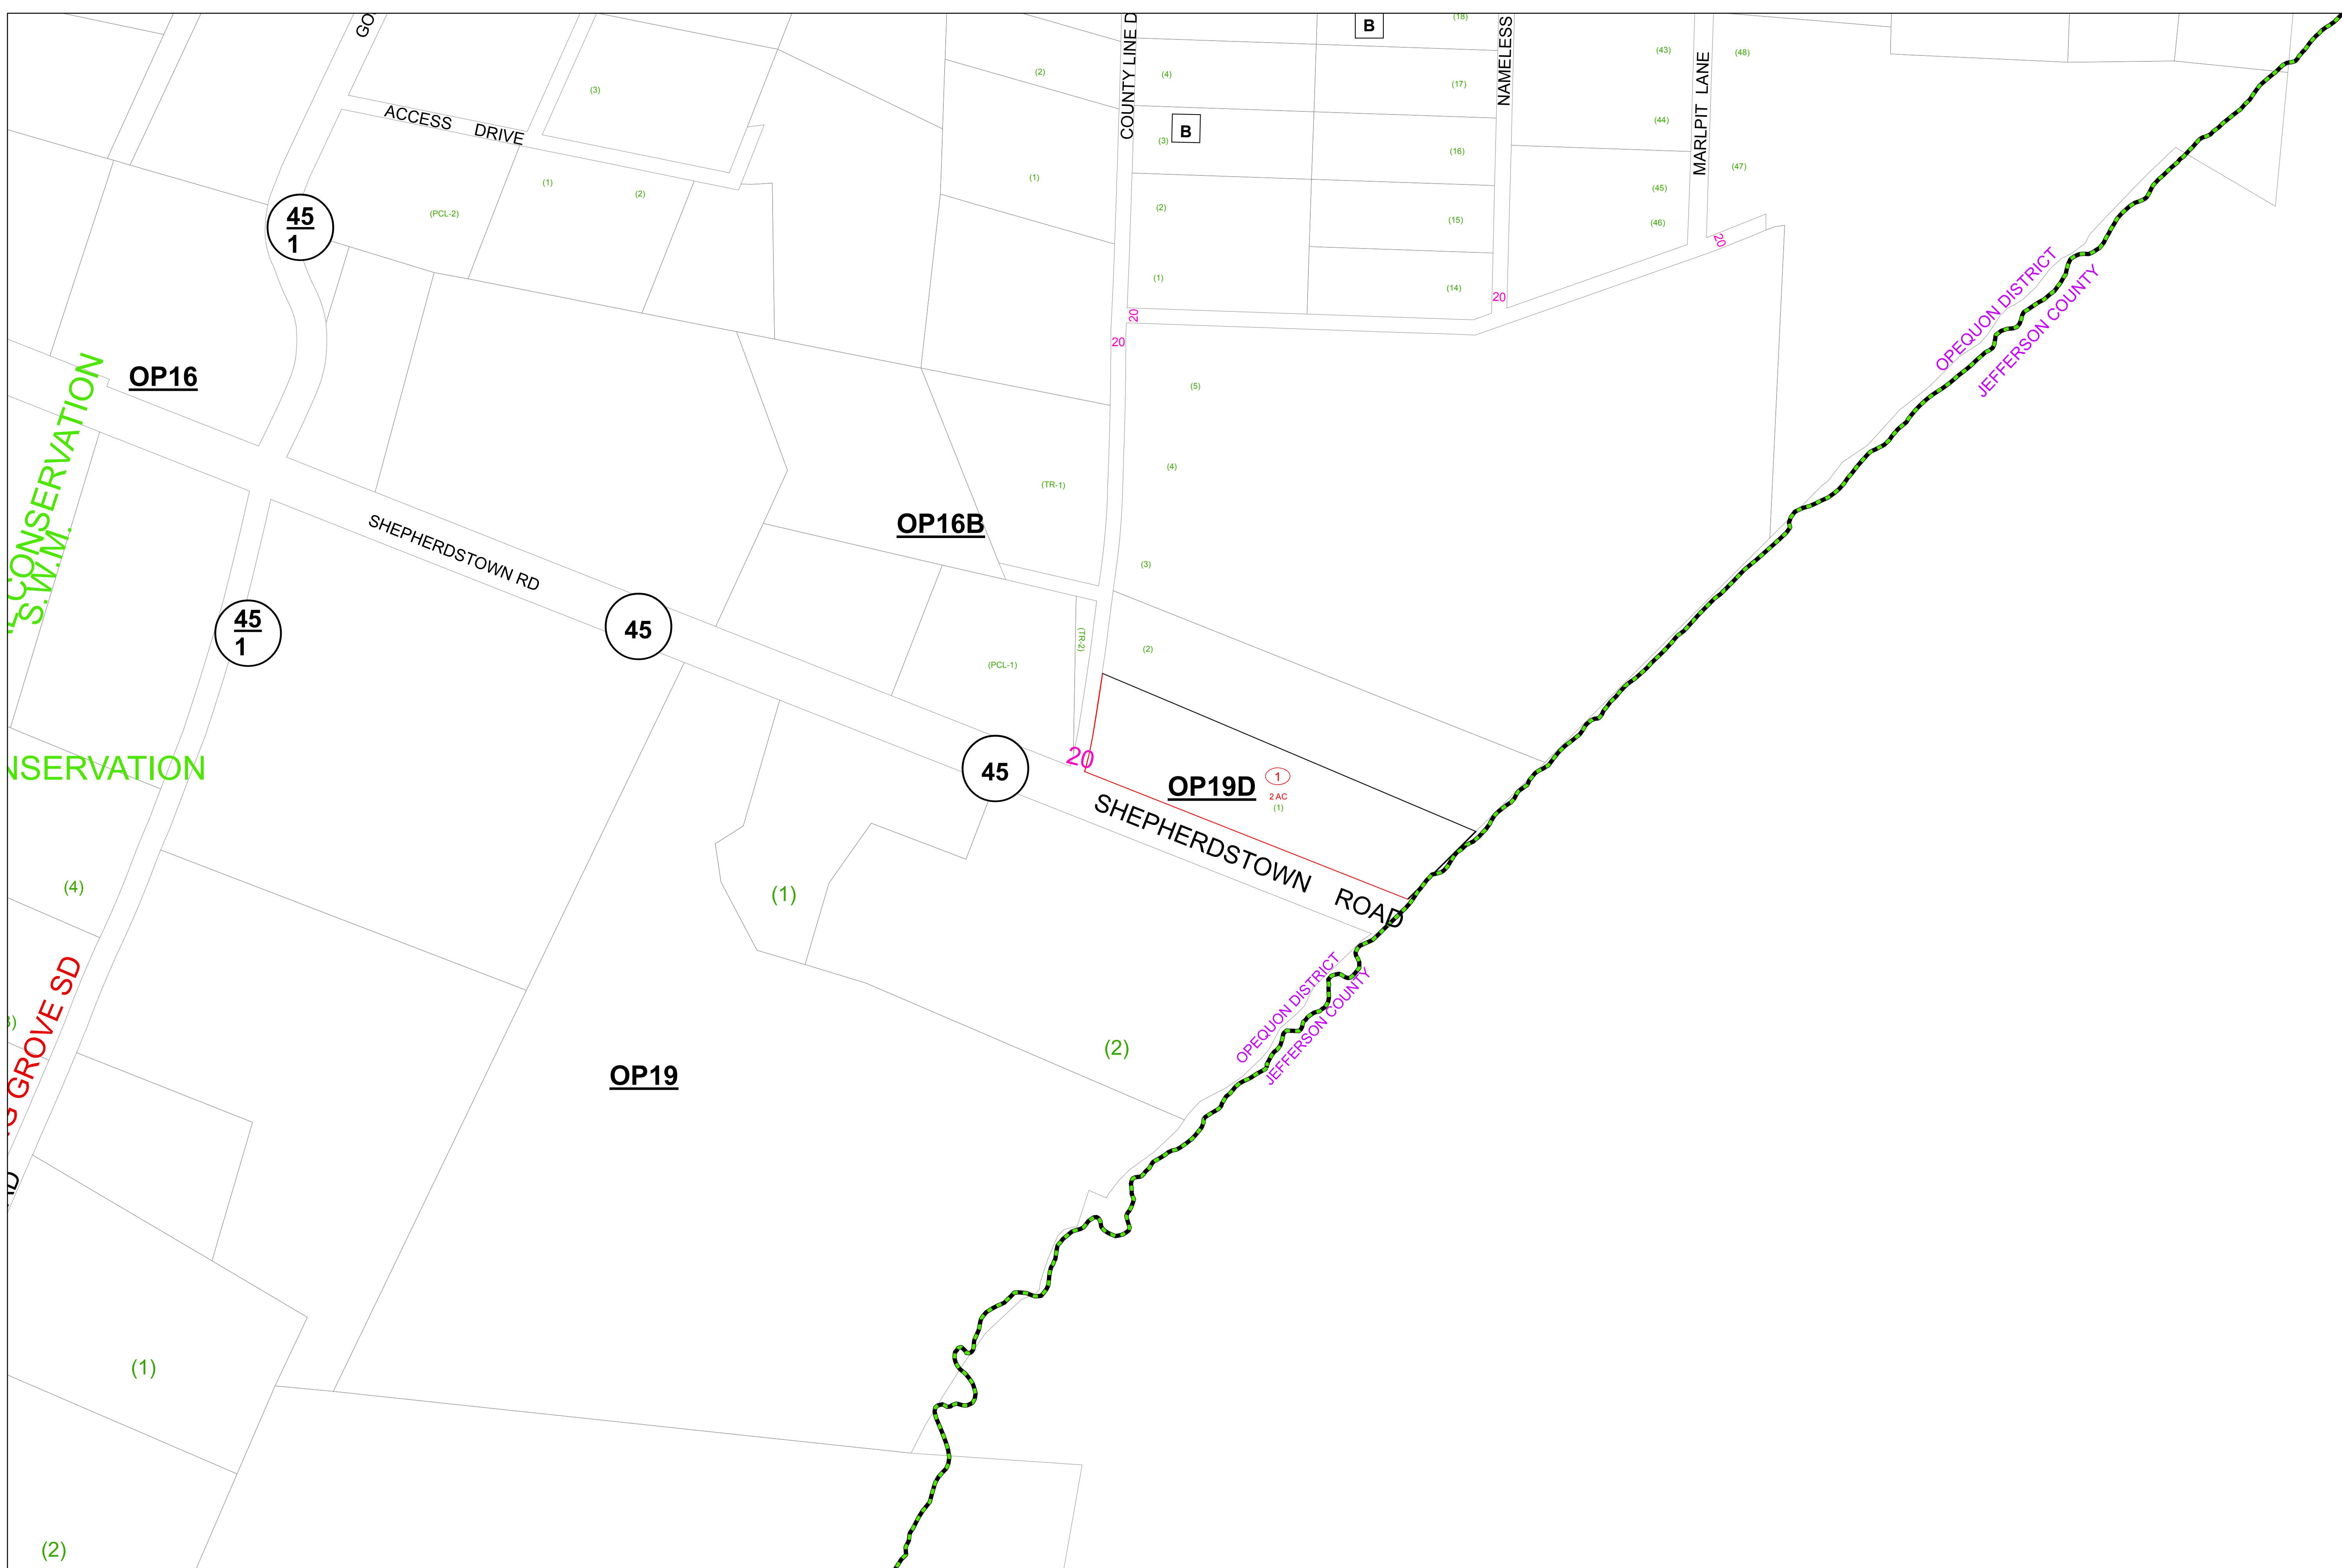 B
(18)
NAMELESS
COUNTY LINE D
(43)
(48)
MARLPIT LANE
(2)
(4)
(17)
(3)
ACCESS DRIVE
B
(3)
(44)
(16)
(47)
(1)
(2)
(1)
(45)
(PCL-2)
(2)
(15)
(46)
45
1
20
OPEQUON DISTRICT
JEFFERSON COUNTY
(1)
(14)
20
20
20
OP16
(5)
CONSERVATION
S.W.M.
(4)
(TR-1)
SHEPHERDSTOWN RD
OP16B
(3)
45
1
45
(TR-2)
(2)
(PCL-1)
20
45
NSERVATION
OP19D
1
2 AC
(1)
SHEPHERDSTOWN ROAD
(4)
(1)
OPEQUON DISTRICT
JEFFERSON COUNTY
GROVE SD
(2)
OP19
(1)
(2)